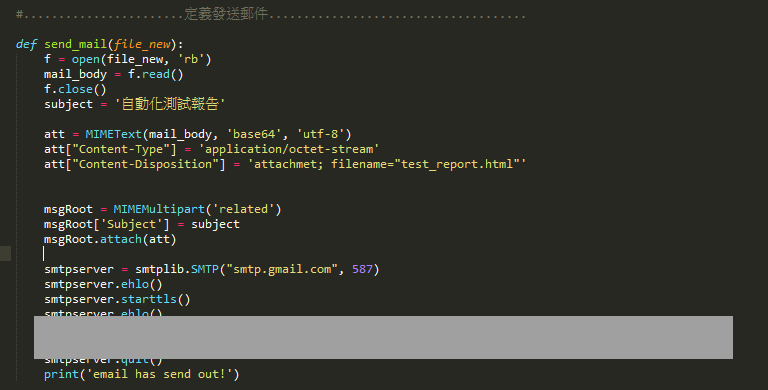 #.......................定義發送郵件.....................................
def send_mail(file_new):
f = open(file_new, 'rb')
mail_body = f.read()
f.close()
subject = '自動化測試報告'
att = MIMEText(mail_body, 'base64', 'utf-8')
att["Content-Type"] = 'application/octet-stream'
att["Content-Disposition"] = 'attachmet; filename="test_report.html"'
msgRoot = MIMEMultipart('related')
msgRoot['Subject'] = subject
msgRoot.attach(att)
smtpserver = smtplib.SMTP("smtp.gmail.com", 587)
smtpserver.ehlo()
smtpserver.starttls()
smtpserver.ehlo()
smtpserver.quit()
print('email has send out!')